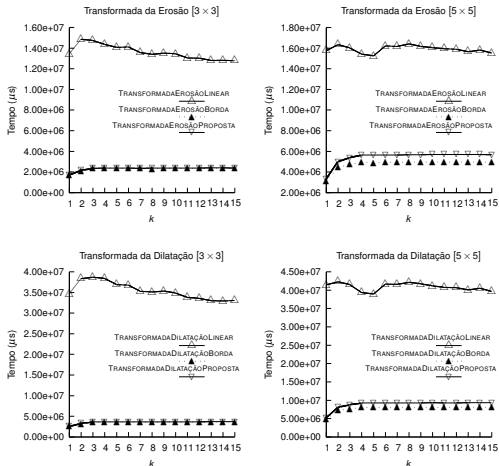 Transformada da Erosão [3 × 3]
Tempo (μs)
1.60e+07
1.40e+07
1.20e+07
1.00e+07
8.00e+06
6.00e+06
4.00e+06
2.00e+06
0.00e+00
TRANSFORMADAEROSÃOLINEAR
TRANSFORMADAEROSÃOBORDA
TRANSFORMADAEROSÃOPROPOSTA
1 2 3 4 5 6 7 8 9 10 11 12 13 14 15
k
Transformada da Erosão [5 × 5]
Tempo (μs)
1.80e+07
1.60e+07
1.40e+07
1.20e+07
1.00e+07
8.00e+06
6.00e+06
4.00e+06
2.00e+06
TRANSFORMADAEROSÃOLINEAR
TRANSFORMADAEROSÃOBORDA
TRANSFORMADAEROSÃOPROPOSTA
1 2 3 4 5 6 7 8 9 10 11 12 13 14 15
k
Transformada da Dilatação [3 × 3]
Tempo (μs)
4.00e+07
3.50e+07
3.00e+07
2.50e+07
2.00e+07
1.50e+07
1.00e+07
5.00e+06
0.00e+00
TRANSFORMADADILATAÇÃOLINEAR
TRANSFORMADADILATAÇÃOBORDA
TRANSFORMADADILATAÇÃOPROPOSTA
1 2 3 4 5 6 7 8 9 10 11 12 13 14 15
k
Transformada da Dilatação [5 × 5]
Tempo (μs)
4.50e+07
4.00e+07
3.50e+07
3.00e+07
2.50e+07
2.00e+07
1.50e+07
1.00e+07
5.00e+06
0.00e+00
TRANSFORMADADILATAÇÃOLINEAR
TRANSFORMADADILATAÇÃOBORDA
TRANSFORMADADILATAÇÃOPROPOSTA
1 2 3 4 5 6 7 8 9 10 11 12 13 14 15
k